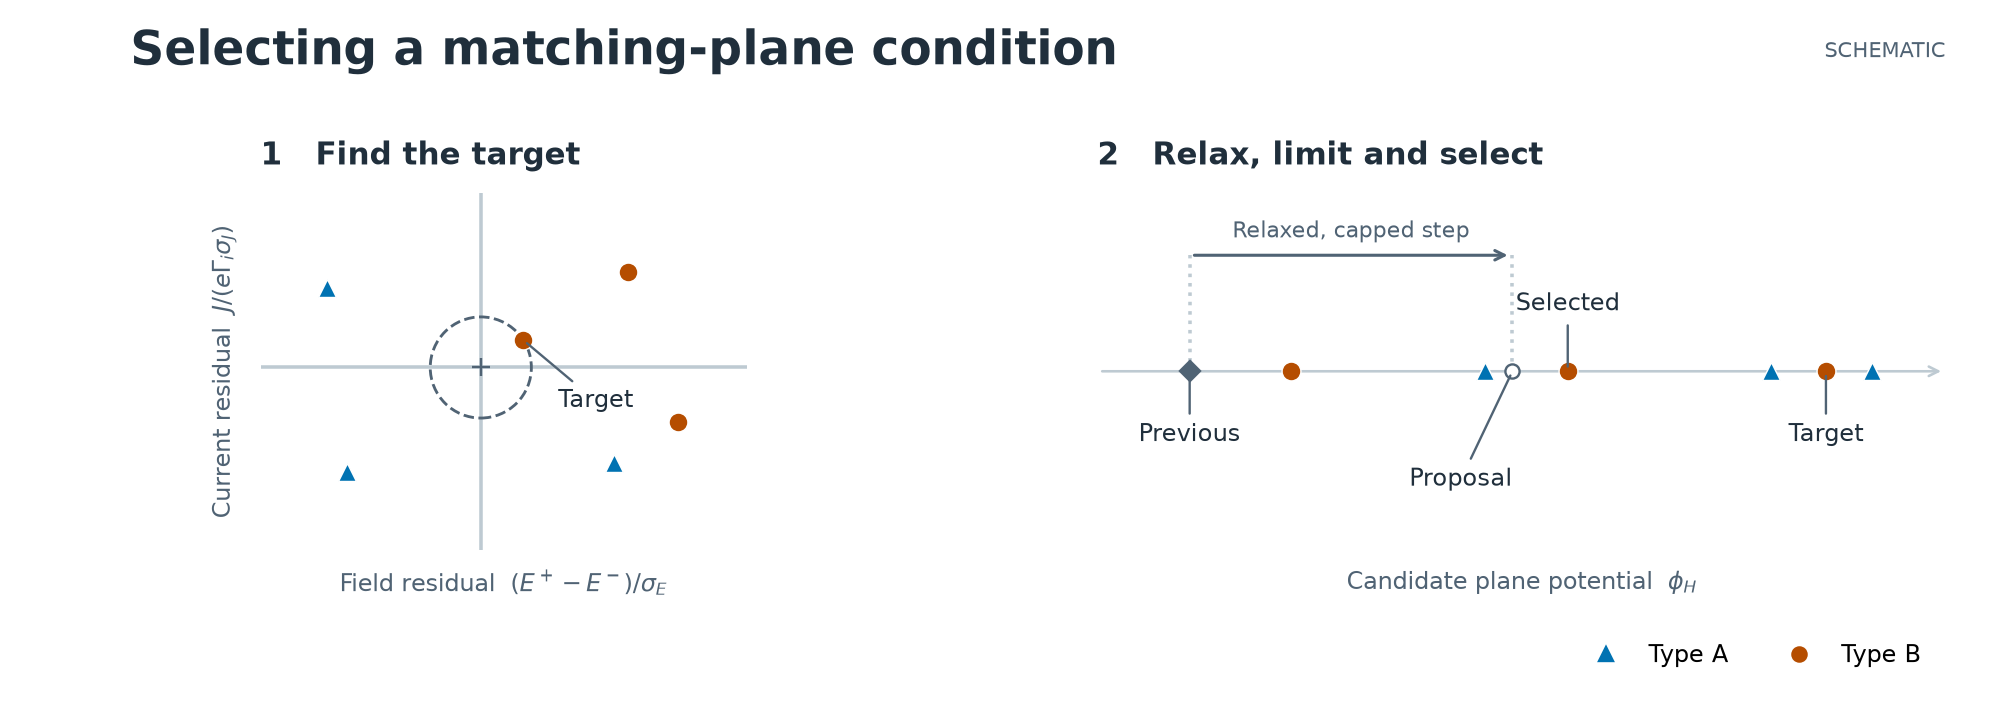 Selecting a matching-plane condition
SCHEMATIC
1 Find the target
Current residual J/(eΓᵢσ_J)
Target
Field residual (E⁺ − E⁻)/σ_E
2 Relax, limit and select
Relaxed, capped step
Selected
Previous
Target
Proposal
Candidate plane potential ϕ_H
Type A
Type B